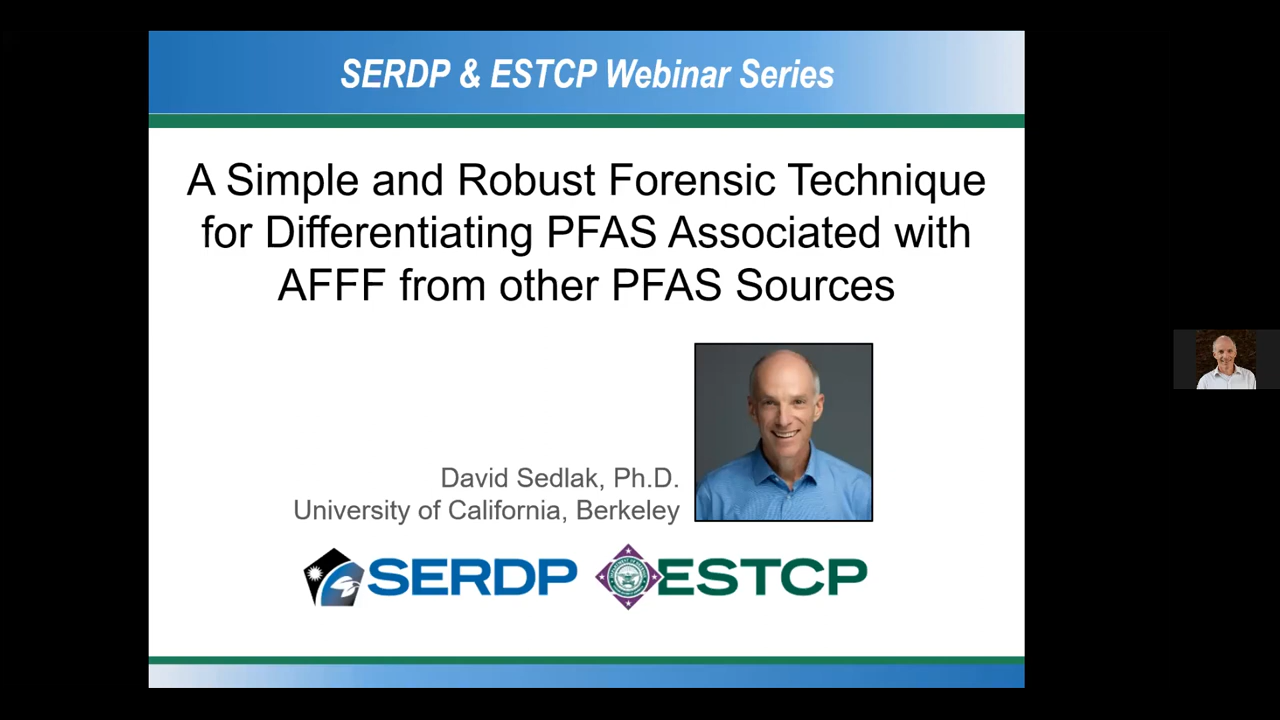 SERDP & ESTCP Webinar Series
A Simple and Robust Forensic Technique
for Differentiating PFAS Associated with
AFFF from other PFAS Sources
David Sedlak, Ph.D.
University of California, Berkeley
SERDP ESTCP